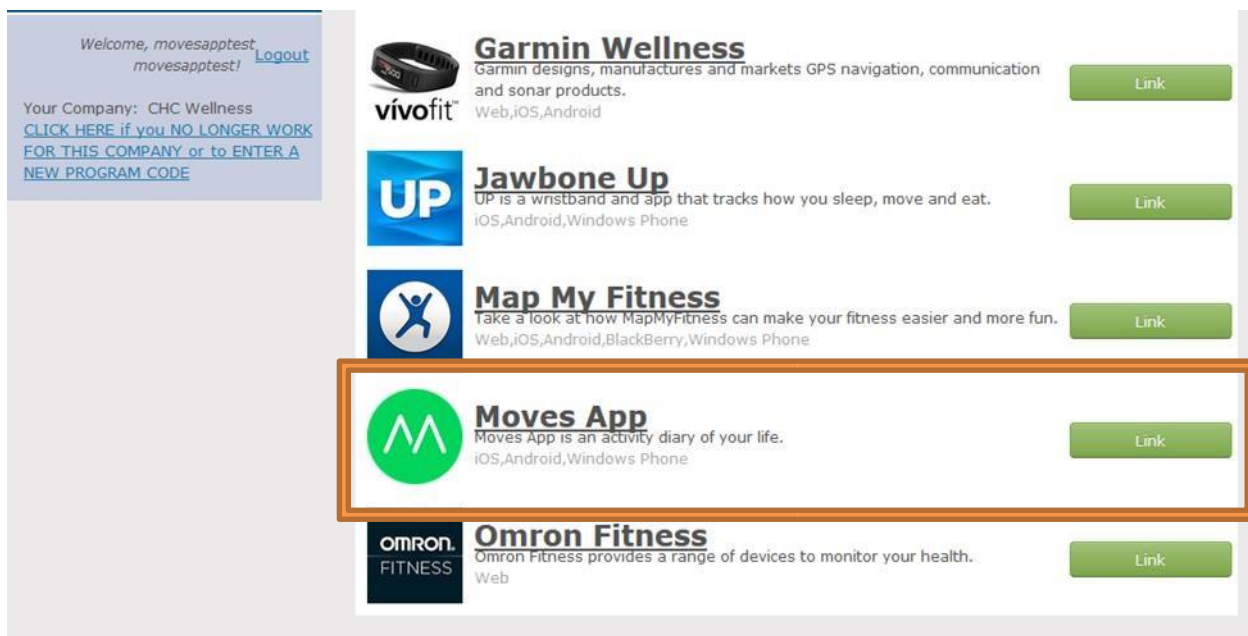 Welcome, movesapptest
movesapptest!
Logout
Your Company: CHC Wellness
CLICK HERE if you NO LONGER WORK
FOR THIS COMPANY or to ENTER A
NEW PROGRAM CODE
vívofit™
Garmin Wellness
Garmin designs, manufactures and markets GPS navigation, communication
and sonar products.
Web,iOS,Android
Link
UP
Jawbone Up
UP is a wristband and app that tracks how you sleep, move and eat.
iOS,Android,Windows Phone
Link
Map My Fitness
Take a look at how MapMyFitness can make your fitness easier and more fun.
Web,iOS,Android,BlackBerry,Windows Phone
Link
Moves App
Moves App is an activity diary of your life.
iOS,Android,Windows Phone
Link
OMRON.
FITNESS
Omron Fitness
Omron Fitness provides a range of devices to monitor your health.
Web
Link